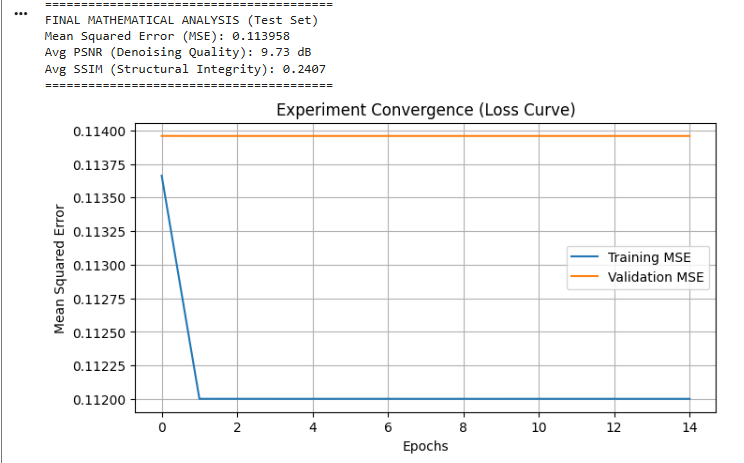 •••
======================================
FINAL MATHEMATICAL ANALYSIS (Test Set)
Mean Squared Error (MSE): 0.113958
Avg PSNR (Denoising Quality): 9.73 dB
Avg SSIM (Structural Integrity): 0.2407
======================================
Experiment Convergence (Loss Curve)
0.11400
0.11375
0.11350
0.11325
0.11300
0.11275
0.11250
0.11225
0.11200
Mean Squared Error
Training MSE
Validation MSE
0 2 4 6 8 10 12 14
Epochs